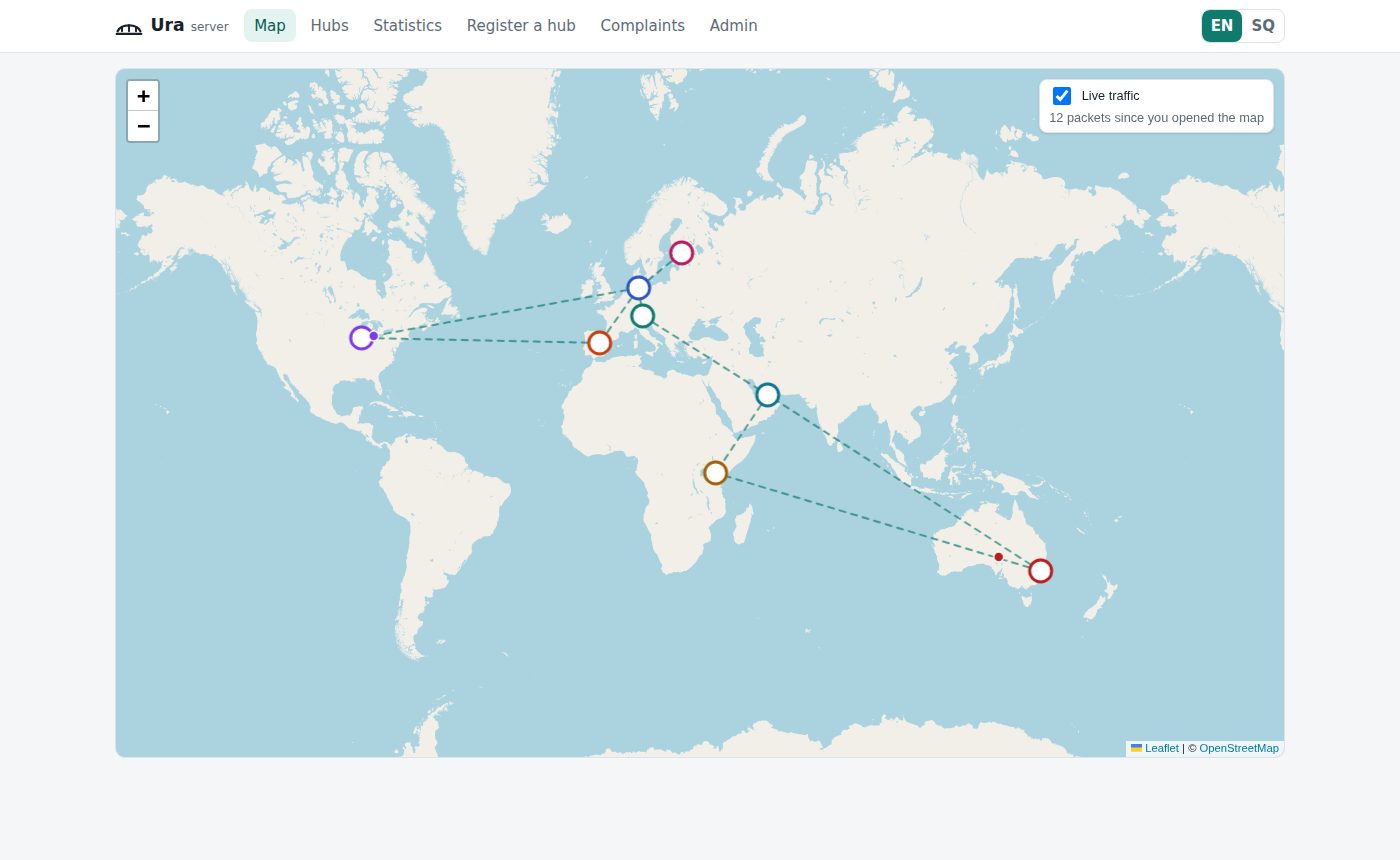 Ura server Map Hubs Statistics Register a hub Complaints Admin EN SQ
+
−
Live traffic
12 packets since you opened the map
Leaflet | © OpenStreetMap